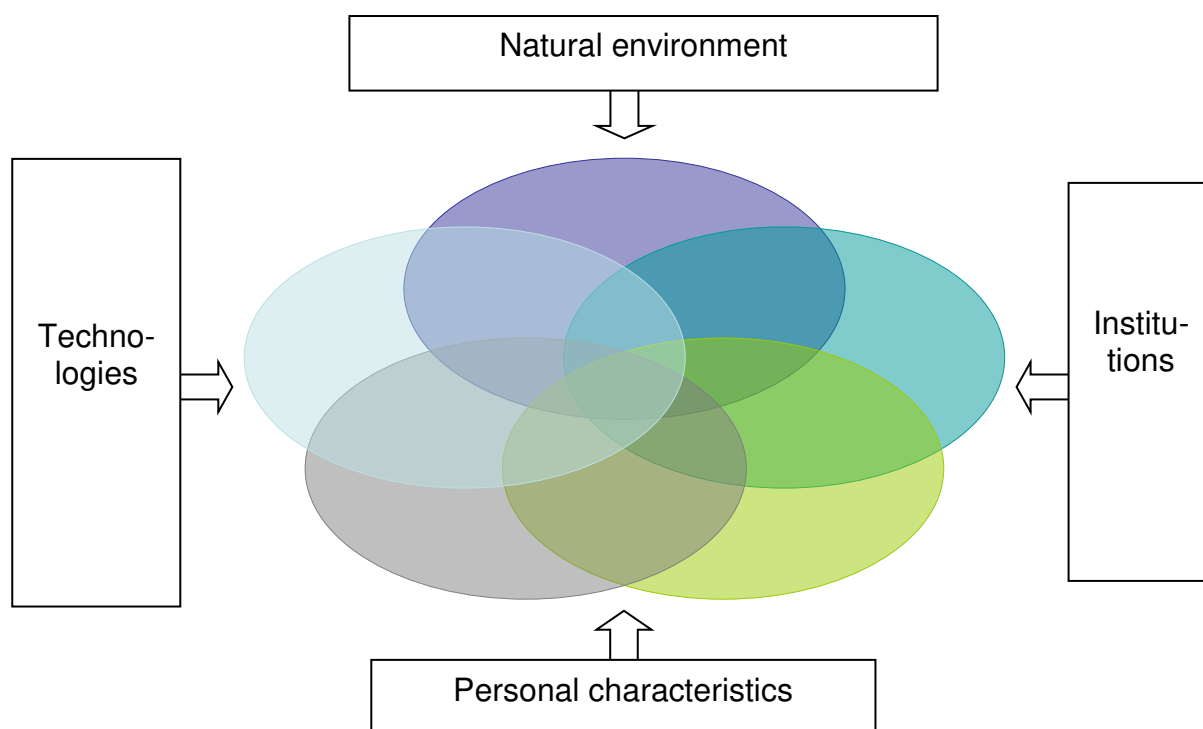 Natural environment
Techno-
logies
Institu-
tions
Personal characteristics